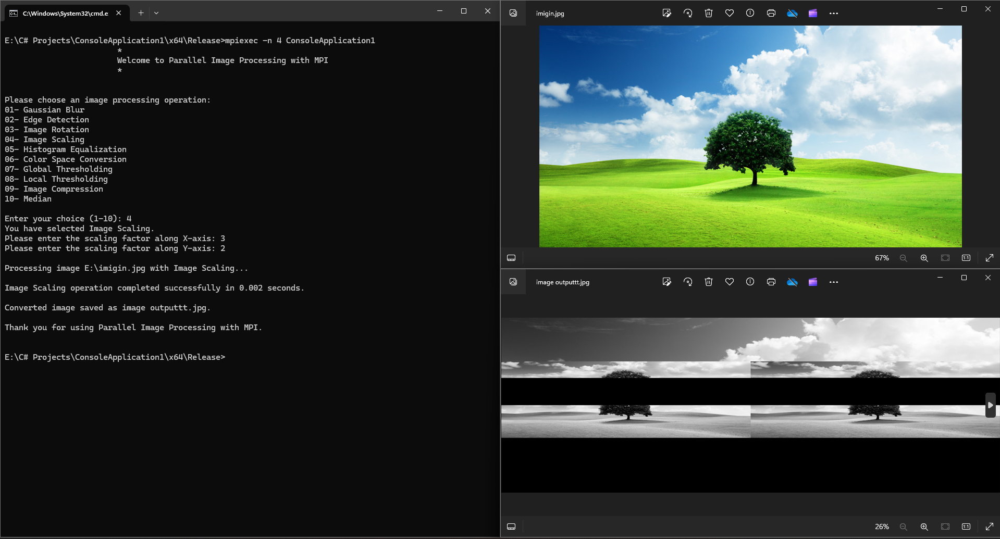 C:\Windows\System32\cmd.e
E:\C# Projects\ConsoleApplication1\x64\Release>mpiexec -n 4 ConsoleApplication1
*
Welcome to Parallel Image Processing with MPI
*
Please choose an image processing operation:
01- Gaussian Blur
02- Edge Detection
03- Image Rotation
04- Image Scaling
05- Histogram Equalization
06- Color Space Conversion
07- Global Thresholding
08- Local Thresholding
09- Image Compression
10- Median
Enter your choice (1-10): 4
You have selected Image Scaling.
Please enter the scaling factor along X-axis: 3
Please enter the scaling factor along Y-axis: 2
Processing image E:\imigin.jpg with Image Scaling...
Image Scaling operation completed successfully in 0.002 seconds.
Converted image saved as image outputtt.jpg.
Thank you for using Parallel Image Processing with MPI.
E:\C# Projects\ConsoleApplication1\x64\Release>
imigin.jpg
67%
1:1
image outputtt.jpg
26%
1:1